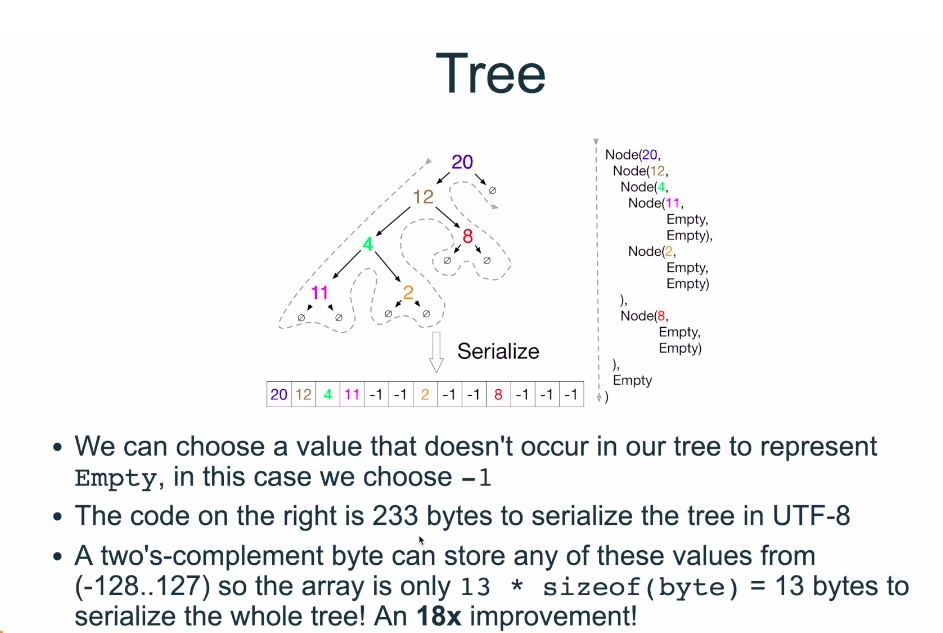 Tree
20
12
∅
4
8
∅
∅
11
2
∅
∅
∅
∅
Serialize
20 12 4 11 -1 -1 2 -1 -1 8 -1 -1 -1
Node(20,
Node(12,
Node(4,
Node(11,
Empty,
Empty),
Node(2,
Empty,
Empty)
),
Node(8,
Empty,
Empty)
),
Empty
)
• We can choose a value that doesn't occur in our tree to represent
Empty, in this case we choose -1
• The code on the right is 233 bytes to serialize the tree in UTF-8
• A two's-complement byte can store any of these values from
(-128..127) so the array is only 13 * sizeof(byte) = 13 bytes to
serialize the whole tree! An 18x improvement!